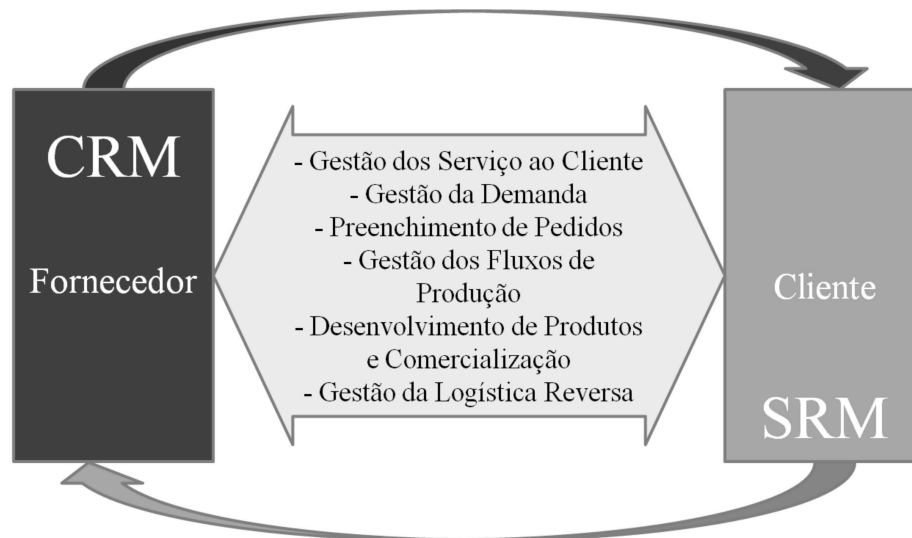 CRM
Fornecedor
- Gestão dos Serviço ao Cliente
- Gestão da Demanda
- Preenchimento de Pedidos
- Gestão dos Fluxos de
Produção
- Desenvolvimento de Produtos
e Comercialização
- Gestão da Logística Reversa
Cliente
SRM